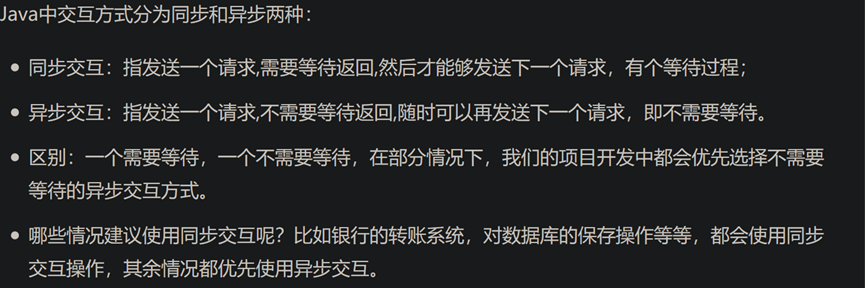 Java中交互方式分为同步和异步两种：
同步交互：指发送一个请求,需要等待返回,然后才能够发送下一个请求，有个等待过程；
异步交互：指发送一个请求,不需要等待返回,随时可以再发送下一个请求，即不需要等待。
区别：一个需要等待，一个不需要等待，在部分情况下，我们的项目开发中都会优先选择不需要
等待的异步交互方式。
哪些情况建议使用同步交互呢？比如银行的转账系统，对数据库的保存操作等等，都会使用同步
交互操作，其余情况都优先使用异步交互。